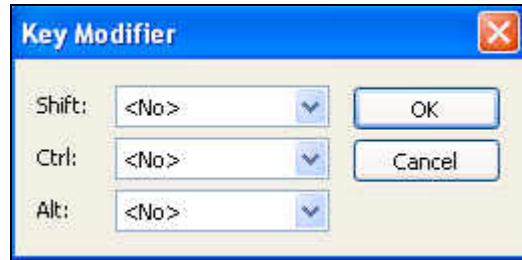 Key Modifier
Shift: <No> OK
Ctrl: <No> Cancel
Alt: <No>